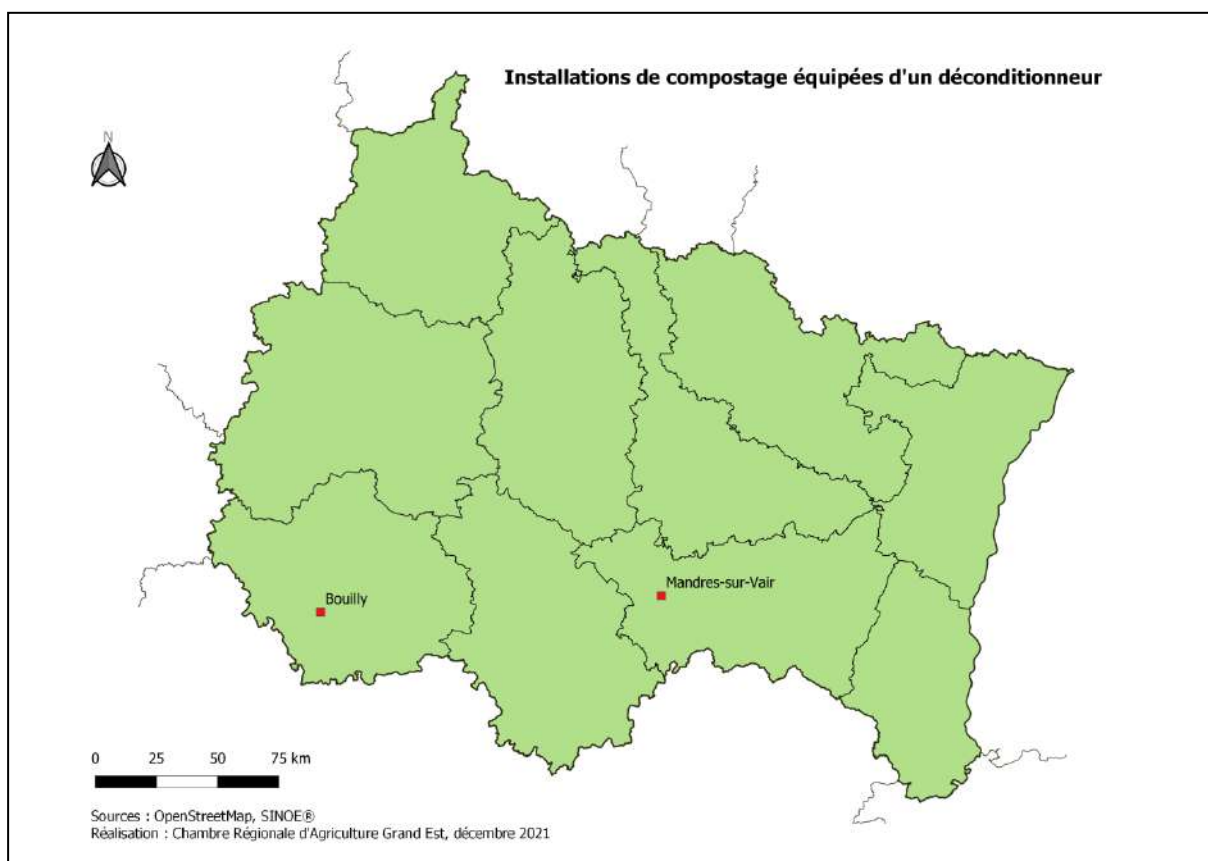 Installations de compostage équipées d'un déconditionneur
N
Mandres-sur-Vair
Bouilly
0 25 50 75 km
Sources : OpenStreetMap, SINOE®
Réalisation : Chambre Régionale d'Agriculture Grand Est, décembre 2021